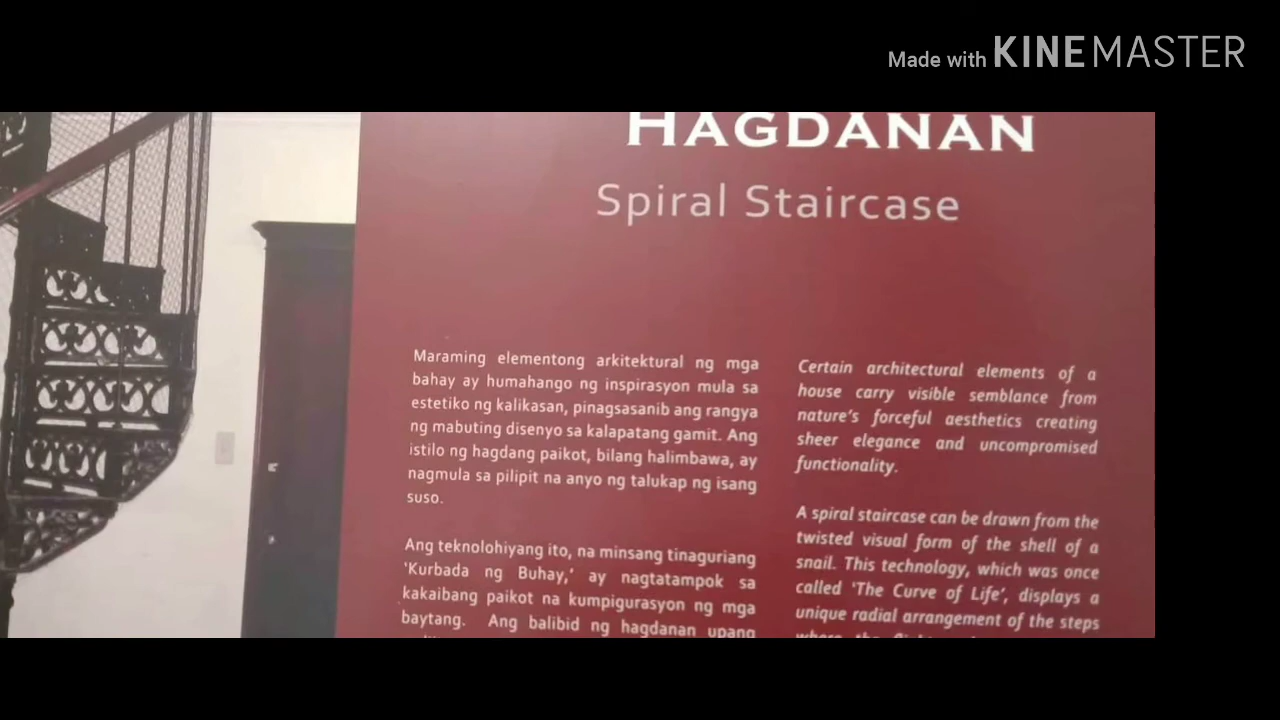 Made with KINEMASTER
HAGDANAN
Spiral Staircase
Maraming elementong arkitektural ng mga
bahay ay humahango ng inspirasyon mula sa
estetiko ng kalikasan, pinagsasanib ang rangya
ng mabuting disenyo sa kalapatang gamit. Ang
istilo ng hagdang paikot, bilang halimbawa, ay
nagmula sa pilipit na anyo ng talukap ng isang
suso.
Ang teknolohiyang ito, na minsang tinaguriang
'Kurbada ng Buhay,' ay nagtatampok sa
kakaibang paikot na kumpigurasyon ng mga
baytang. Ang balibid ng hagdanan upang
Certain architectural elements of a
house carry visible semblance from
nature's forceful aesthetics creating
sheer elegance and uncompromised
functionality.
A spiral staircase can be drawn from the
twisted visual form of the shell of a
snail. This technology, which was once
called 'The Curve of Life', displays a
unique radial arrangement of the steps